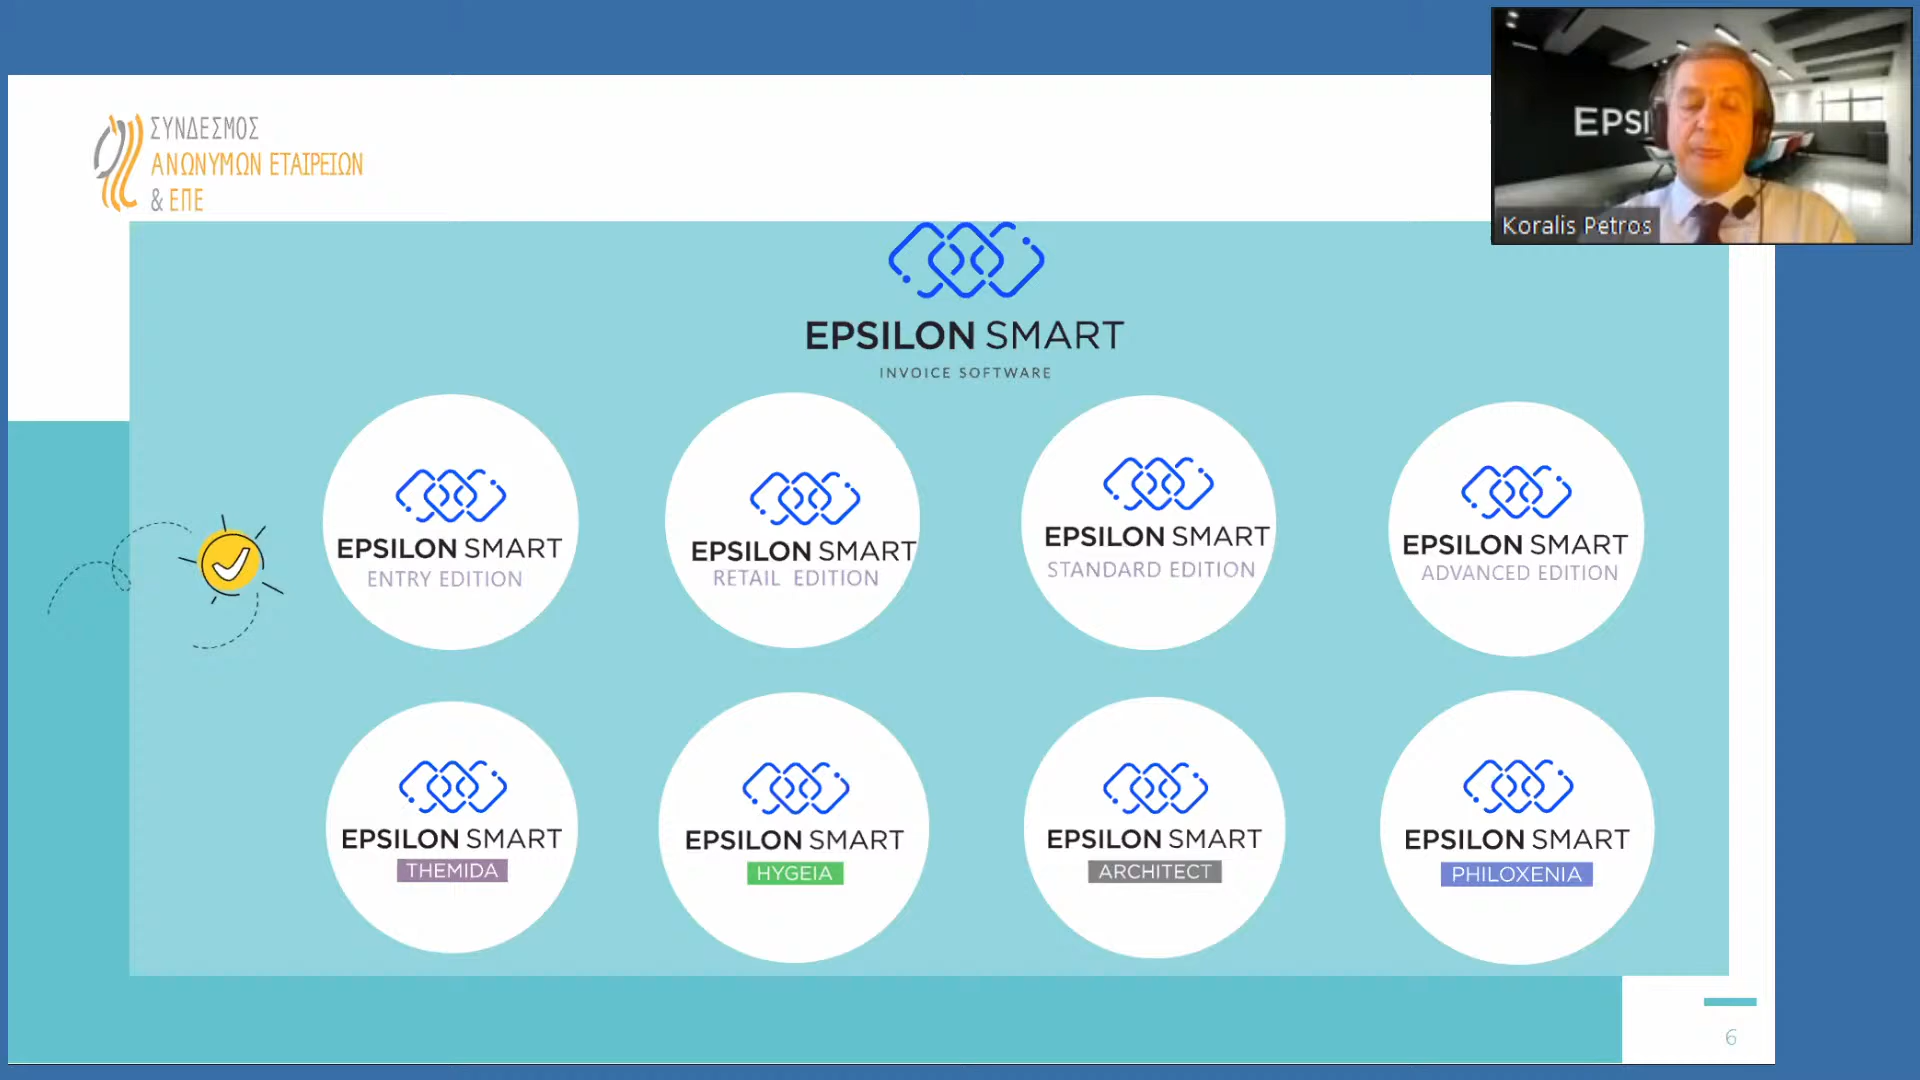 ΣΥΝΔΕΣΜΟΣ
ΑΝΩΝΥΜΩΝ ΕΤΑΙΡΕΙΩΝ
& ΕΠΕ
EPSI
Koralis Petros
EPSILON SMART
INVOICE SOFTWARE
EPSILON SMART
ENTRY EDITION
EPSILON SMART
RETAIL EDITION
EPSILON SMART
STANDARD EDITION
EPSILON SMART
ADVANCED EDITION
EPSILON SMART
THEMIDA
EPSILON SMART
HYGEIA
EPSILON SMART
ARCHITECT
EPSILON SMART
PHILOXENIA
6